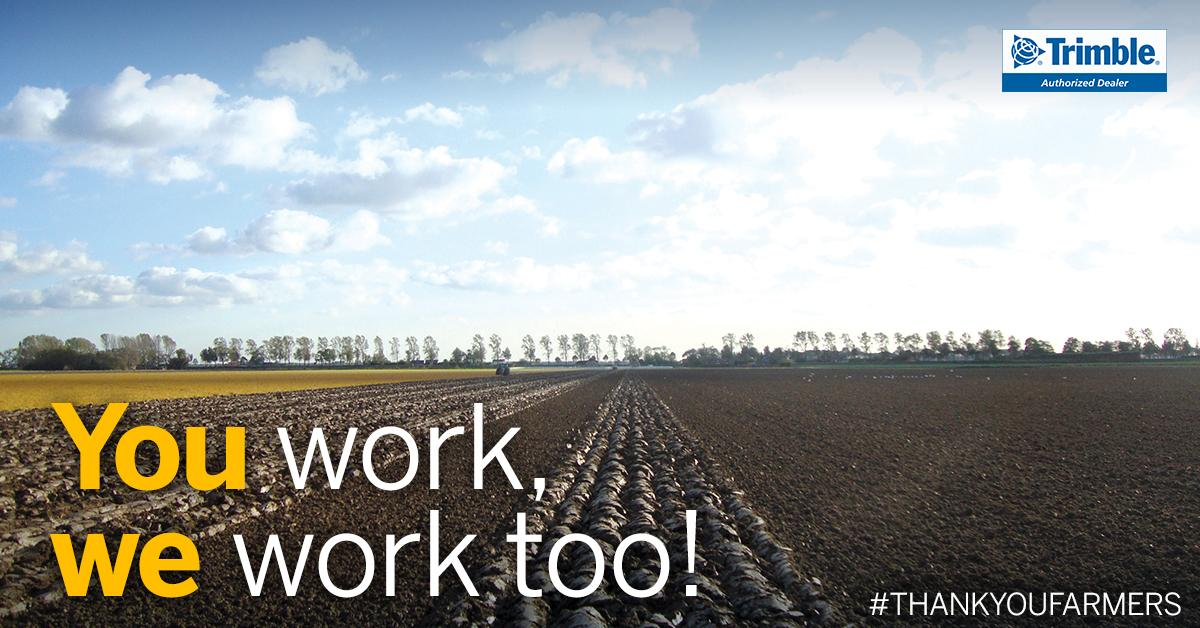 Trimble®
Authorized Dealer
You work,
we work too!
#THANKYOUFARMERS